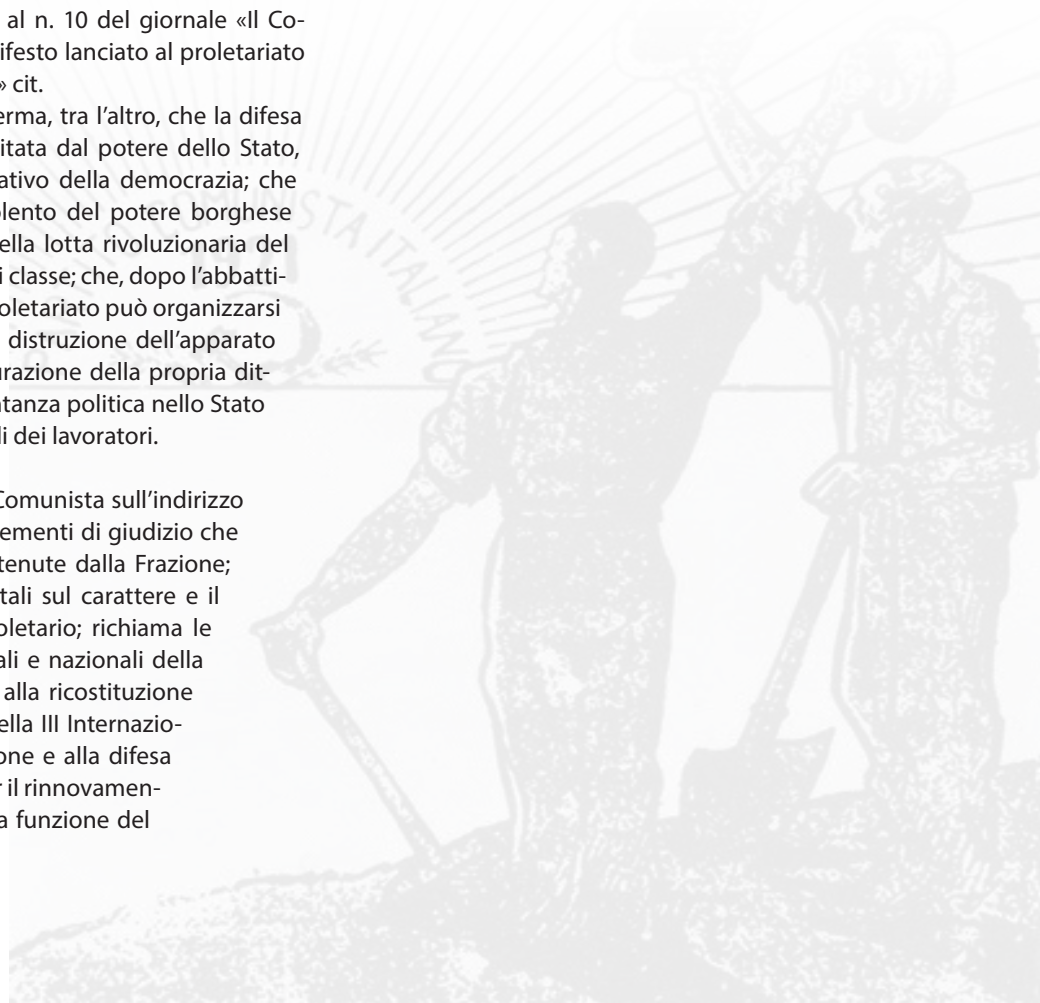 al n. 10 del giornale «Il Co-
ifesto lanciato al proletariato
» cit.
erma, tra l'altro, che la difesa
itata dal potere dello Stato,
ativo della democrazia; che
olento del potere borghese
ella lotta rivoluzionaria del
i classe; che, dopo l'abbatti-
oletariato può organizzarsi
distruzione dell'apparato
urazione della propria dit-
ntanza politica nello Stato
li dei lavoratori.
Comunista sull'indirizzo
ementi di giudizio che
tenute dalla Frazione;
tali sul carattere e il
oletario; richiama le
ali e nazionali della
alla ricostituzione
ella III Internazio-
one e alla difesa
r il rinnovamen-
a funzione del
COMUNISTA ITALIANO